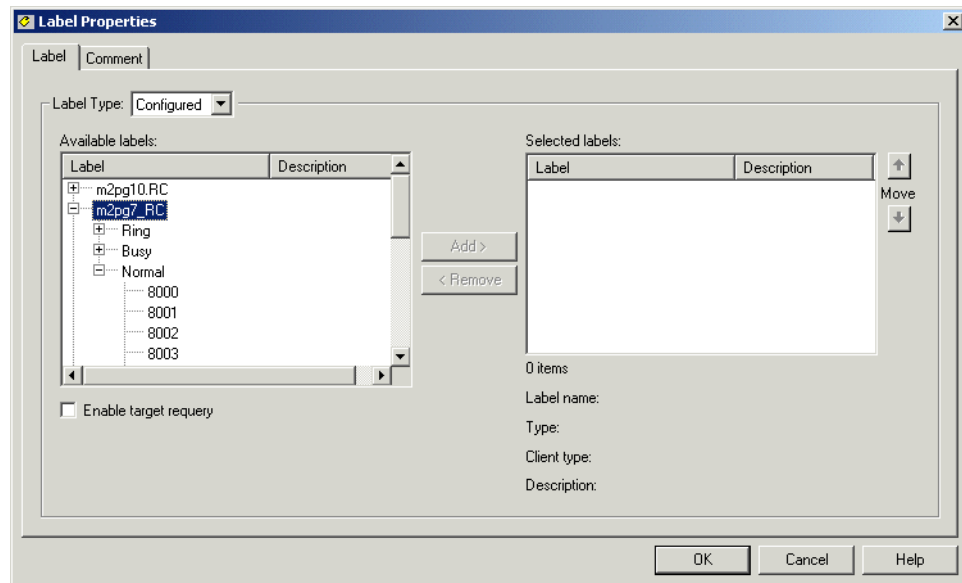 Label Properties
Label Comment
Label Type: Configured
Available labels:
Label Description
m2pg10.RC
m2pg7_RC
Ring
Busy
Normal
8000
8001
8002
8003
Enable target requery
Add >
< Remove
Selected labels:
Label Description
Move
0 items
Label name:
Type:
Client type:
Description:
OK Cancel Help